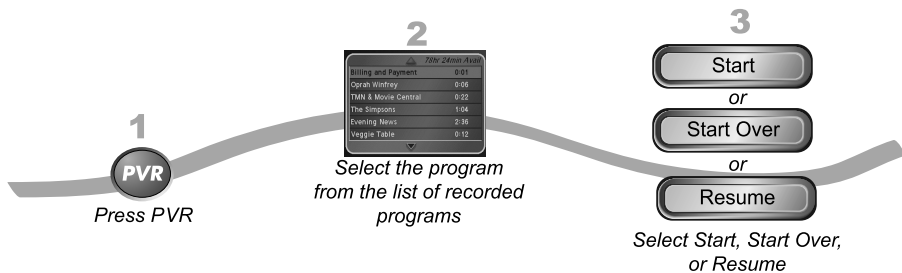 1
PVR
Press PVR
2
79hr 24min Avail
Billing and Payment 0:01
Oprah Winfrey 0:06
TMN & Movie Central 0:22
The Simpsons 1:04
Evening News 2:36
Veggie Table 0:12
Select the program
from the list of recorded
programs
3
Start
or
Start Over
or
Resume
Select Start, Start Over,
or Resume